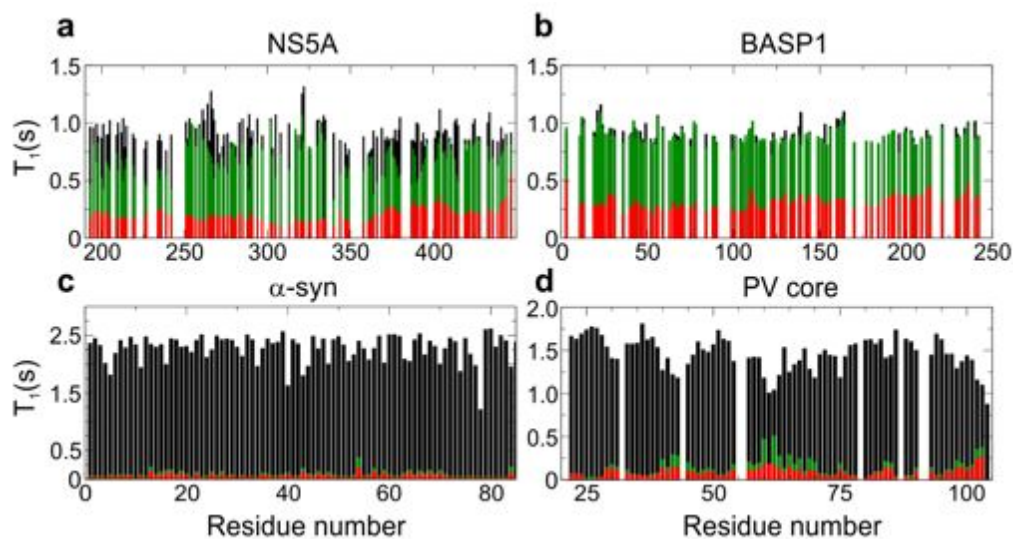 a NS5A
b BASP1
T₁(s)
1.5
1.0
0.5
0
200 250 300 350 400
1.5
1.0
0.5
0
0 50 100 150 200 250
c α-syn
d PV core
T₁(s)
2.5
1.5
0.5
0
0 20 40 60 80
2.0
1.5
1.0
0.5
0
25 50 75 100
Residue number
Residue number